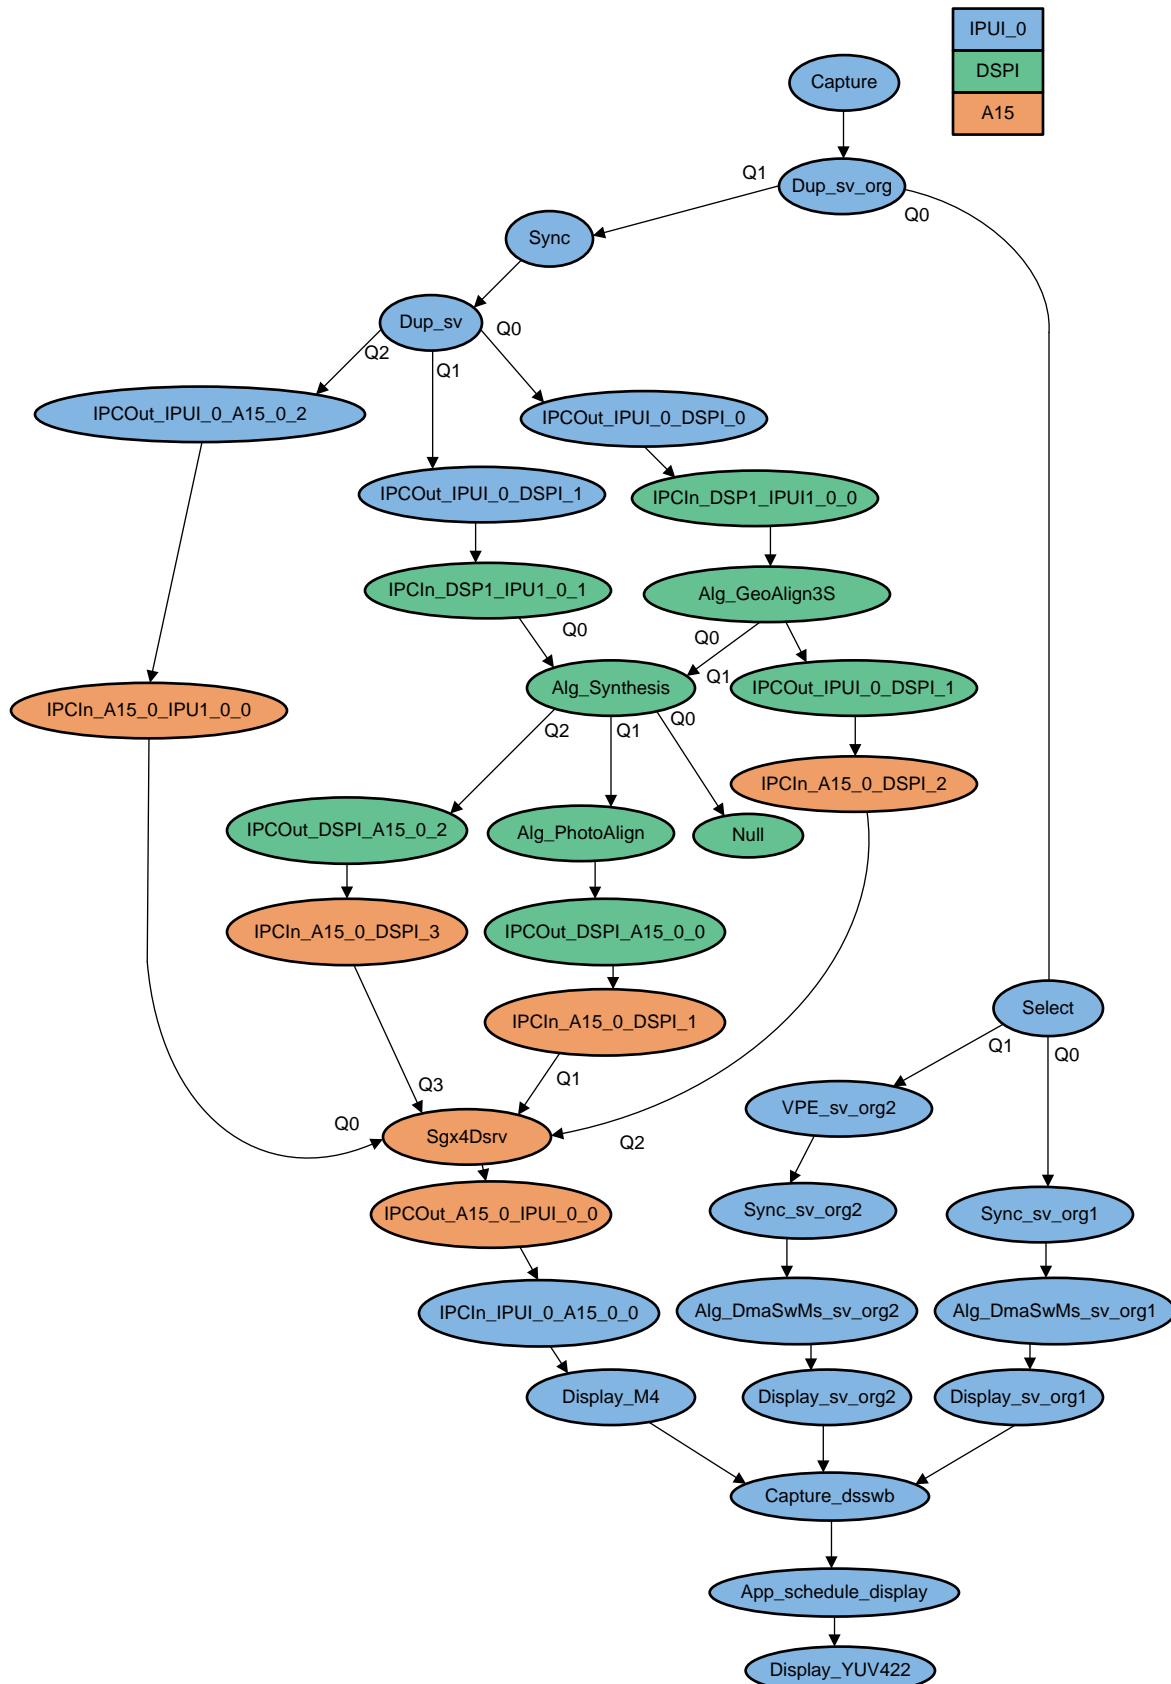 IPUI_0
DSPI
A15
Capture
Dup_sv_org
Q1
Q0
Sync
Dup_sv
Q2
Q1
Q0
IPCOut_IPUI_0_A15_0_2
IPCOut_IPUI_0_DSPI_0
IPCOut_IPUI_0_DSPI_1
IPCIn_DSP1_IPUI1_0_0
IPCIn_DSP1_IPU1_0_1
Alg_GeoAlign3S
Q0
Q0
Q1
Alg_Synthesis
IPCOut_IPUI_0_DSPI_1
IPCIn_A15_0_IPU1_0_0
Q2
Q1
Q0
IPCIn_A15_0_DSPI_2
IPCOut_DSPI_A15_0_2
Alg_PhotoAlign
Null
IPCIn_A15_0_DSPI_3
IPCOut_DSPI_A15_0_0
IPCIn_A15_0_DSPI_1
Select
Q1
Q0
Q3
Q1
Q0
Q2
Sgx4Dsrv
VPE_sv_org2
IPCOut_A15_0_IPUI_0_0
Sync_sv_org2
Sync_sv_org1
IPCIn_IPUI_0_A15_0_0
Alg_DmaSwMs_sv_org2
Alg_DmaSwMs_sv_org1
Display_M4
Display_sv_org2
Display_sv_org1
Capture_dsswb
App_schedule_display
Display_YUV422